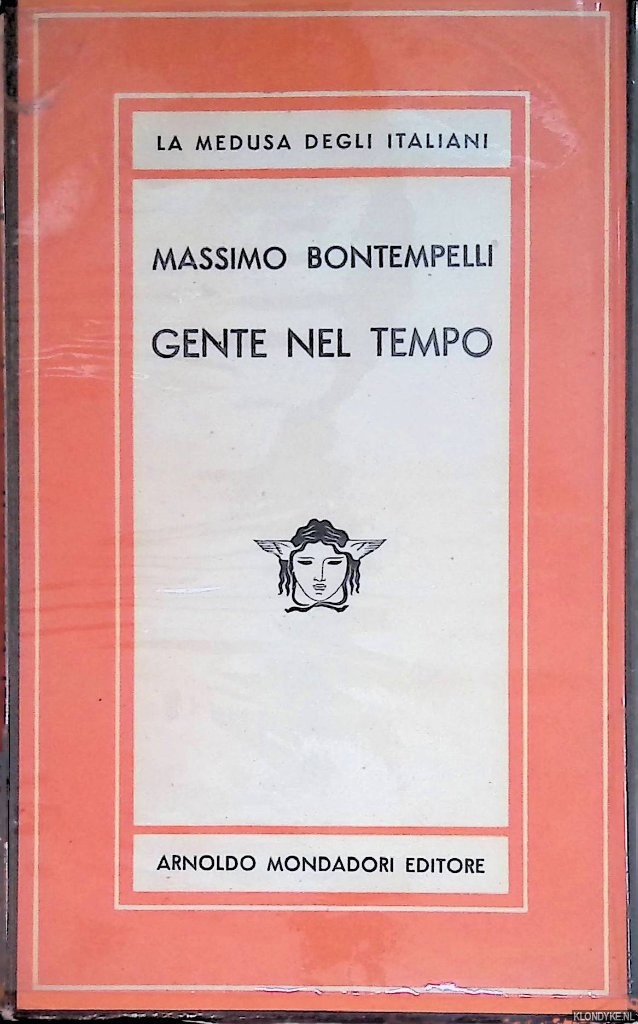 LA MEDUSA DEGLI ITALIANI
MASSIMO BONTEMPELLI
GENTE NEL TEMPO
ARNOLDO MONDADORI EDITORE
KLONDYKE.NL